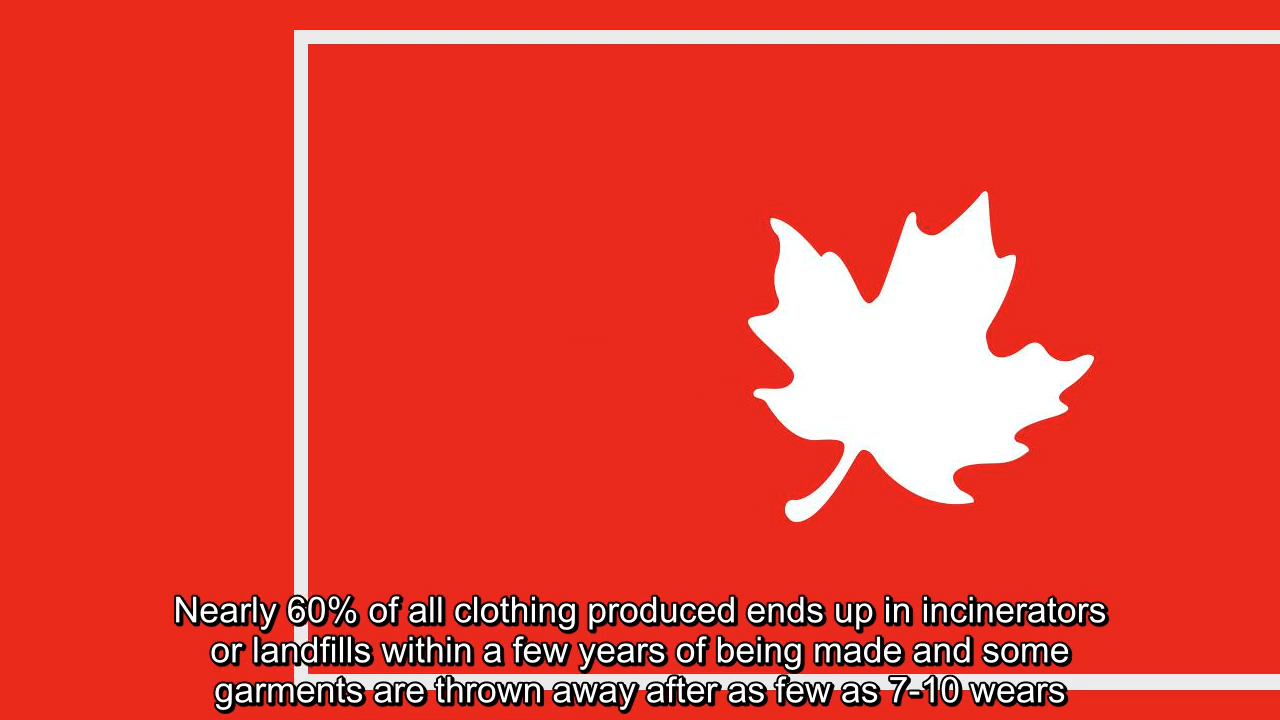 Nearly 60% of all clothing produced ends up in incinerators
or landfills within a few years of being made and some
garments are thrown away after as few as 7-10 wears